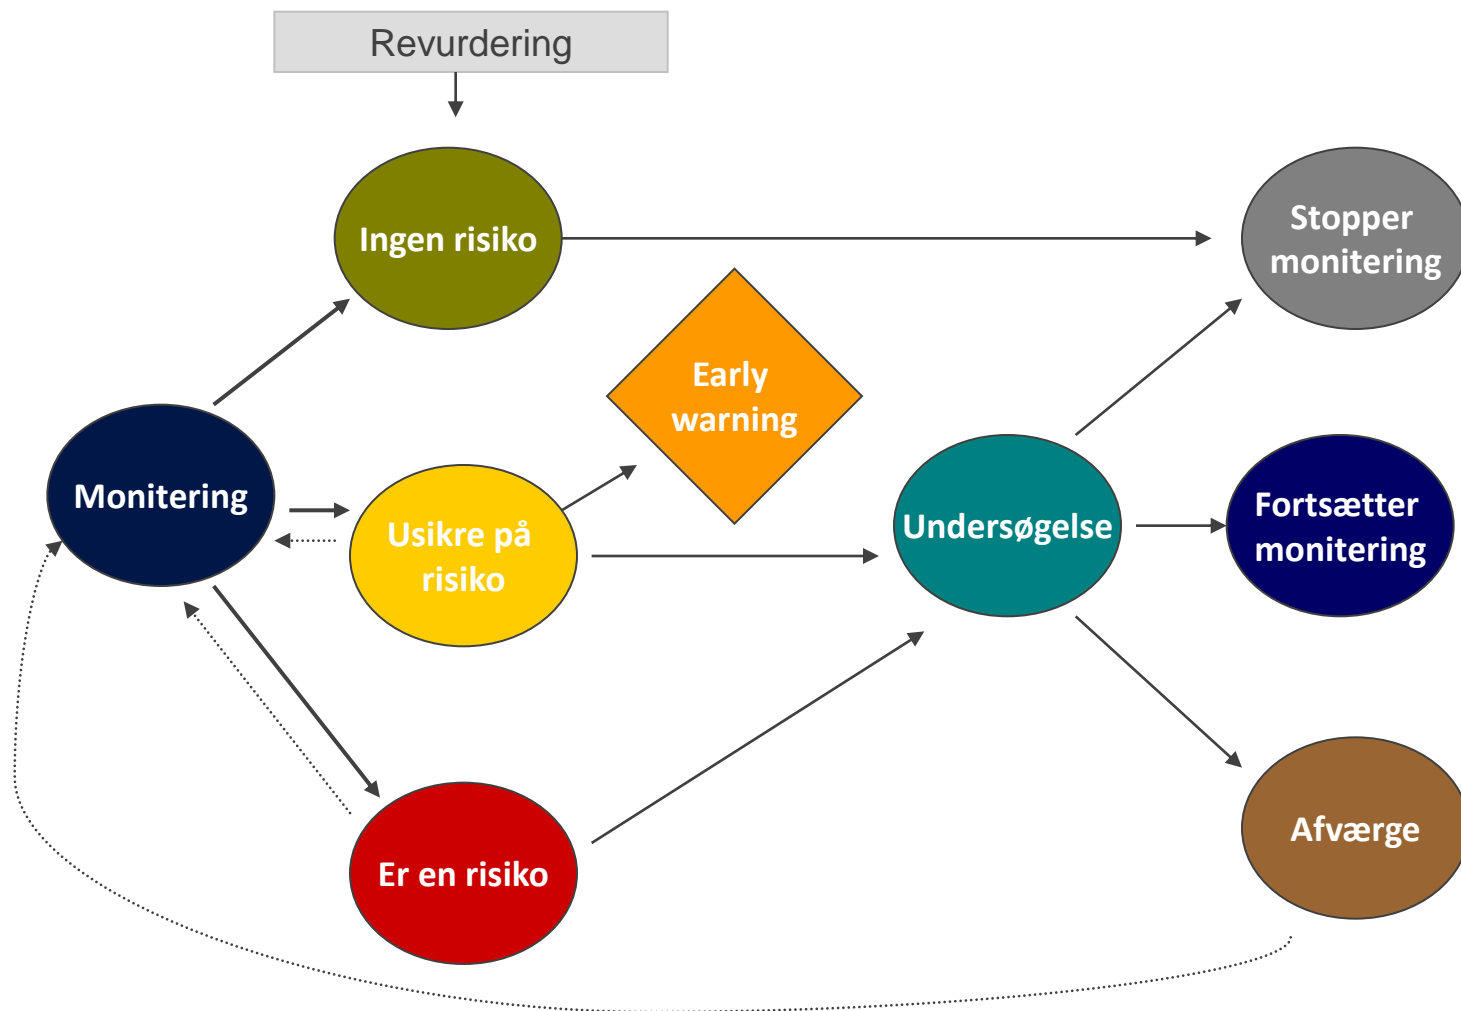 Revurdering
Ingen risiko
Stopper
monitering
Early
warning
Monitering
Usikre på
risiko
Undersøgelse
Fortsætter
monitering
Er en risiko
Afværge